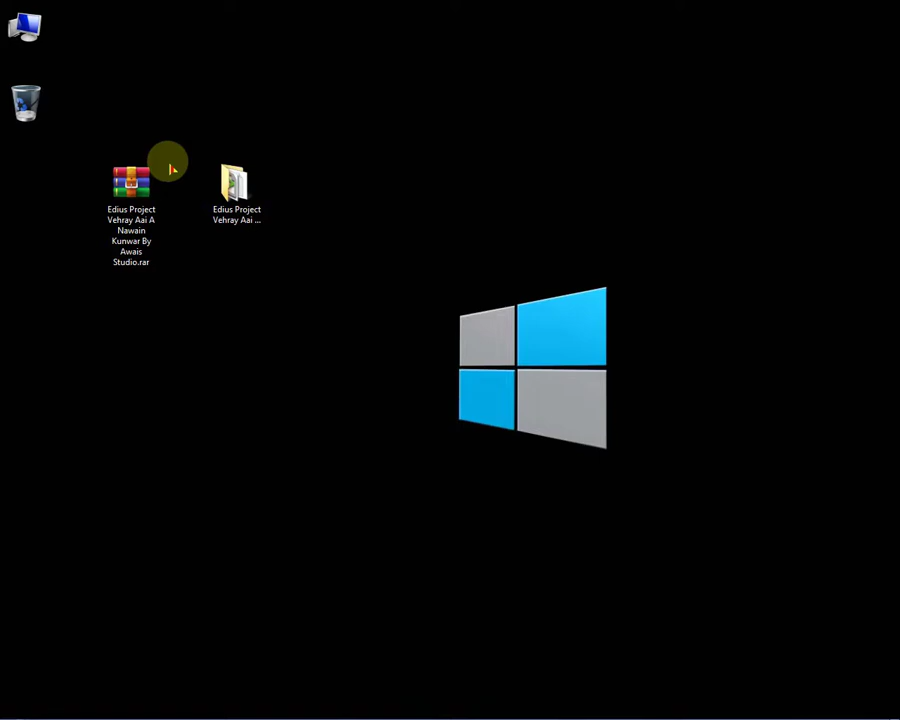 Edius Project
Vehray Aai A
Nawain
Kunwar By
Awais
Studio.rar
Edius Project
Vehray Aai ...